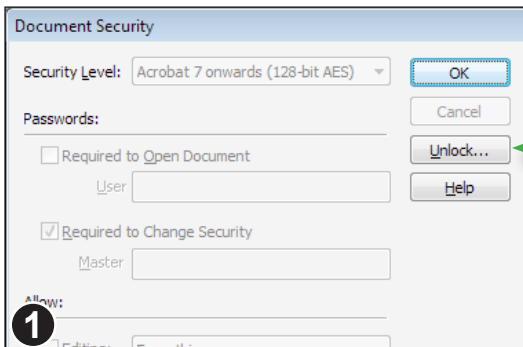 Document Security
Security Level: Acrobat 7 onwards (128-bit AES)
OK
Cancel
Passwords:
Unlock...
Required to Open Document
User
Help
Required to Change Security
Master
Allow:
1